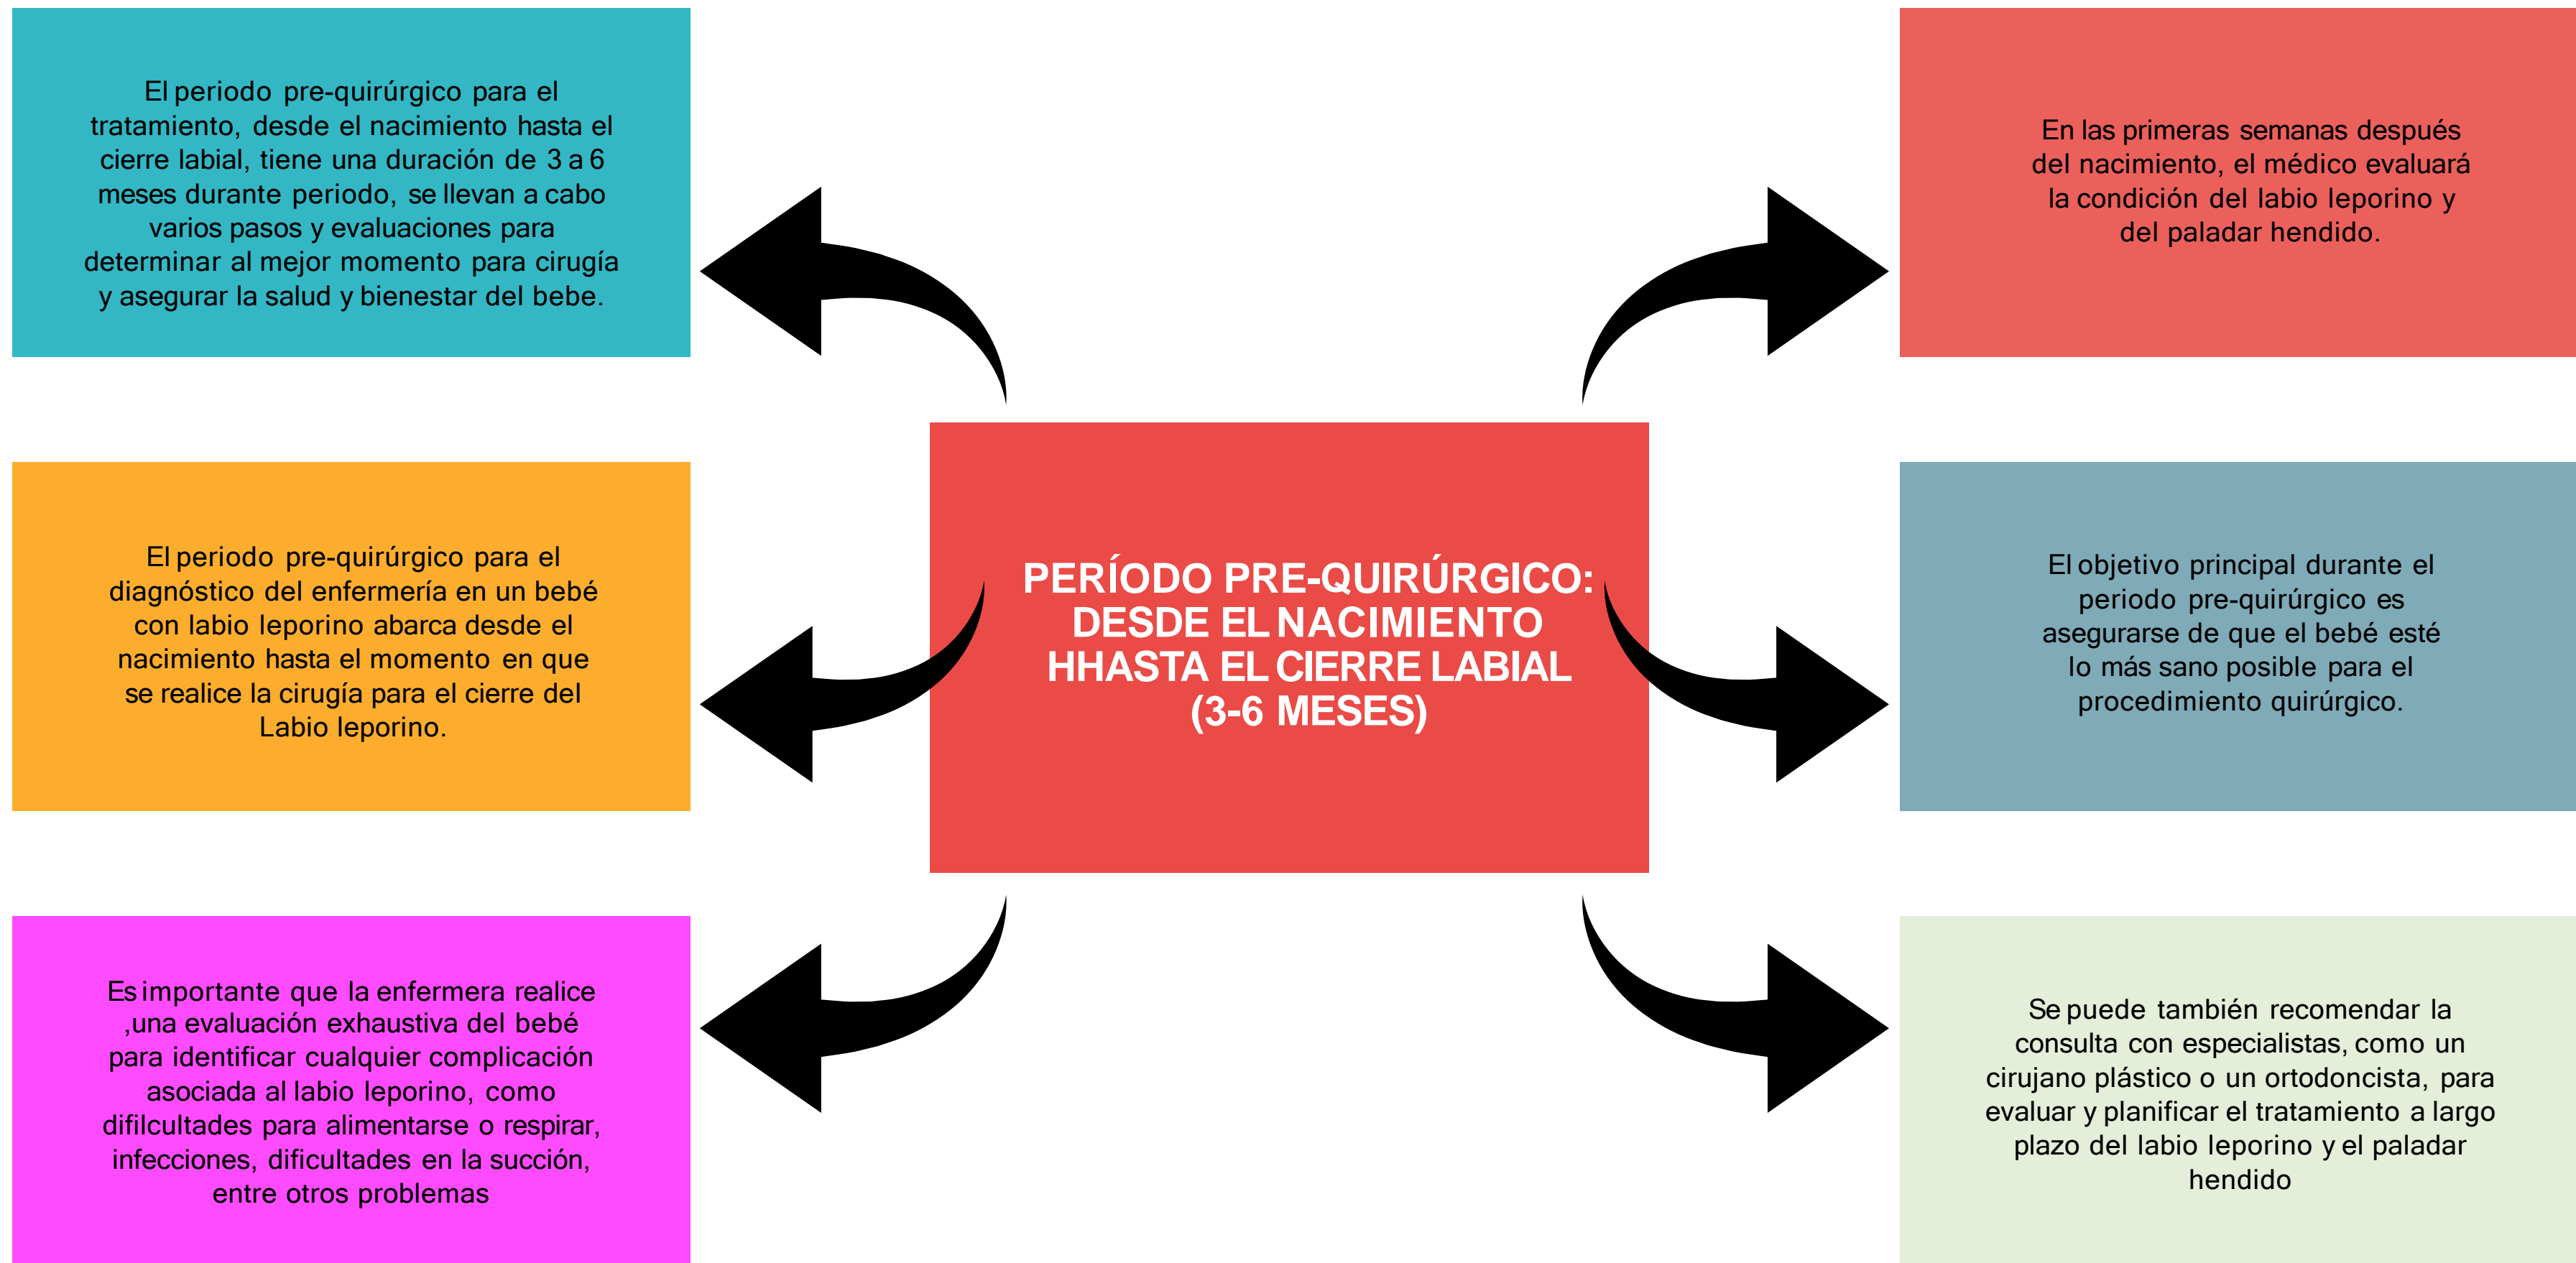 El periodo pre-quirúrgico para el
tratamiento, desde el nacimiento hasta el
cierre labial, tiene una duración de 3 a 6
meses durante periodo, se llevan a cabo
varios pasos y evaluaciones para
determinar al mejor momento para cirugía
y asegurar la salud y bienestar del bebe.
El periodo pre-quirúrgico para el
diagnóstico del enfermería en un bebé
con labio leporino abarca desde el
nacimiento hasta el momento en que
se realice la cirugía para el cierre del
Labio leporino.
Es importante que la enfermera realice
,una evaluación exhaustiva del bebé
para identificar cualquier complicación
asociada al labio leporino, como
difilcultades para alimentarse o respirar,
infecciones, dificultades en la succión,
entre otros problemas
PERÍODO PRE-QUIRÚRGICO:
DESDE EL NACIMIENTO
HHASTA EL CIERRE LABIAL
(3-6 MESES)
En las primeras semanas después
del nacimiento, el médico evaluará
la condición del labio leporino y
del paladar hendido.
El objetivo principal durante el
periodo pre-quirúrgico es
asegurarse de que el bebé esté
lo más sano posible para el
procedimiento quirúrgico.
Se puede también recomendar la
consulta con especialistas, como un
cirujano plástico o un ortodoncista, para
evaluar y planificar el tratamiento a largo
plazo del labio leporino y el paladar
hendido